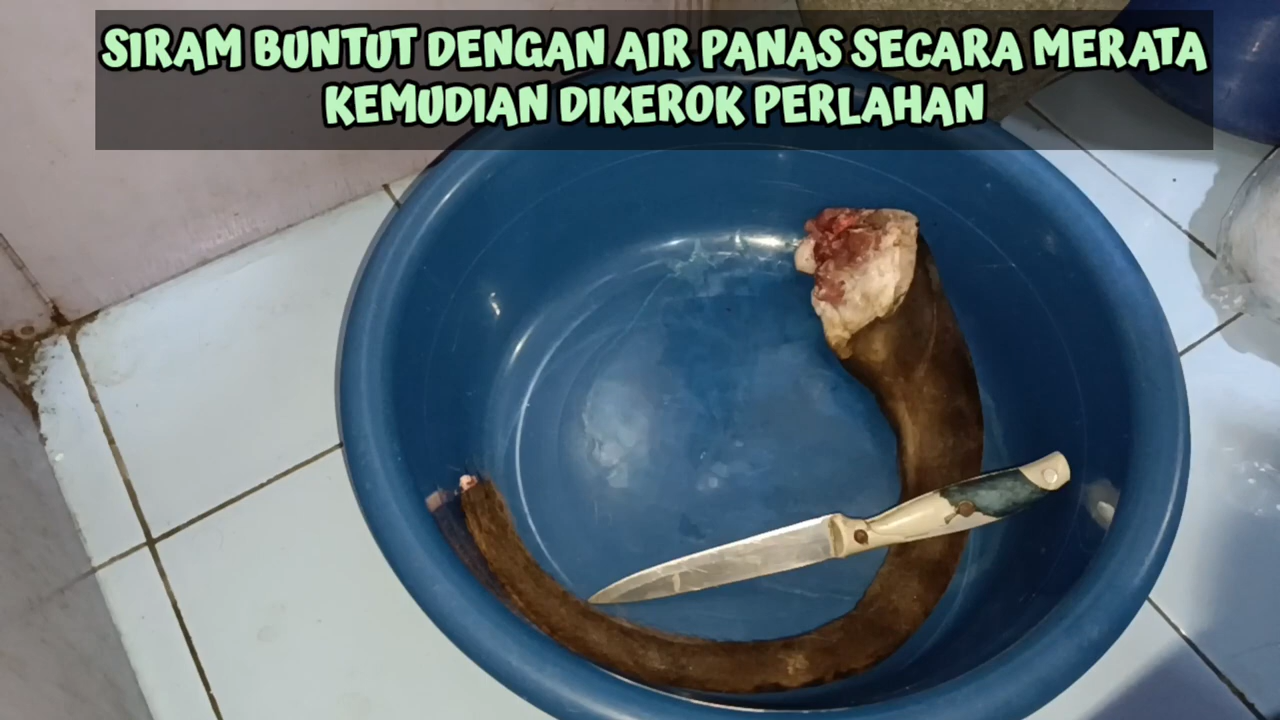 SIRAM BUNTUT DENGAN AIR PANAS SECARA MERATA
KEMUDIAN DIKEROK PERLAHAN